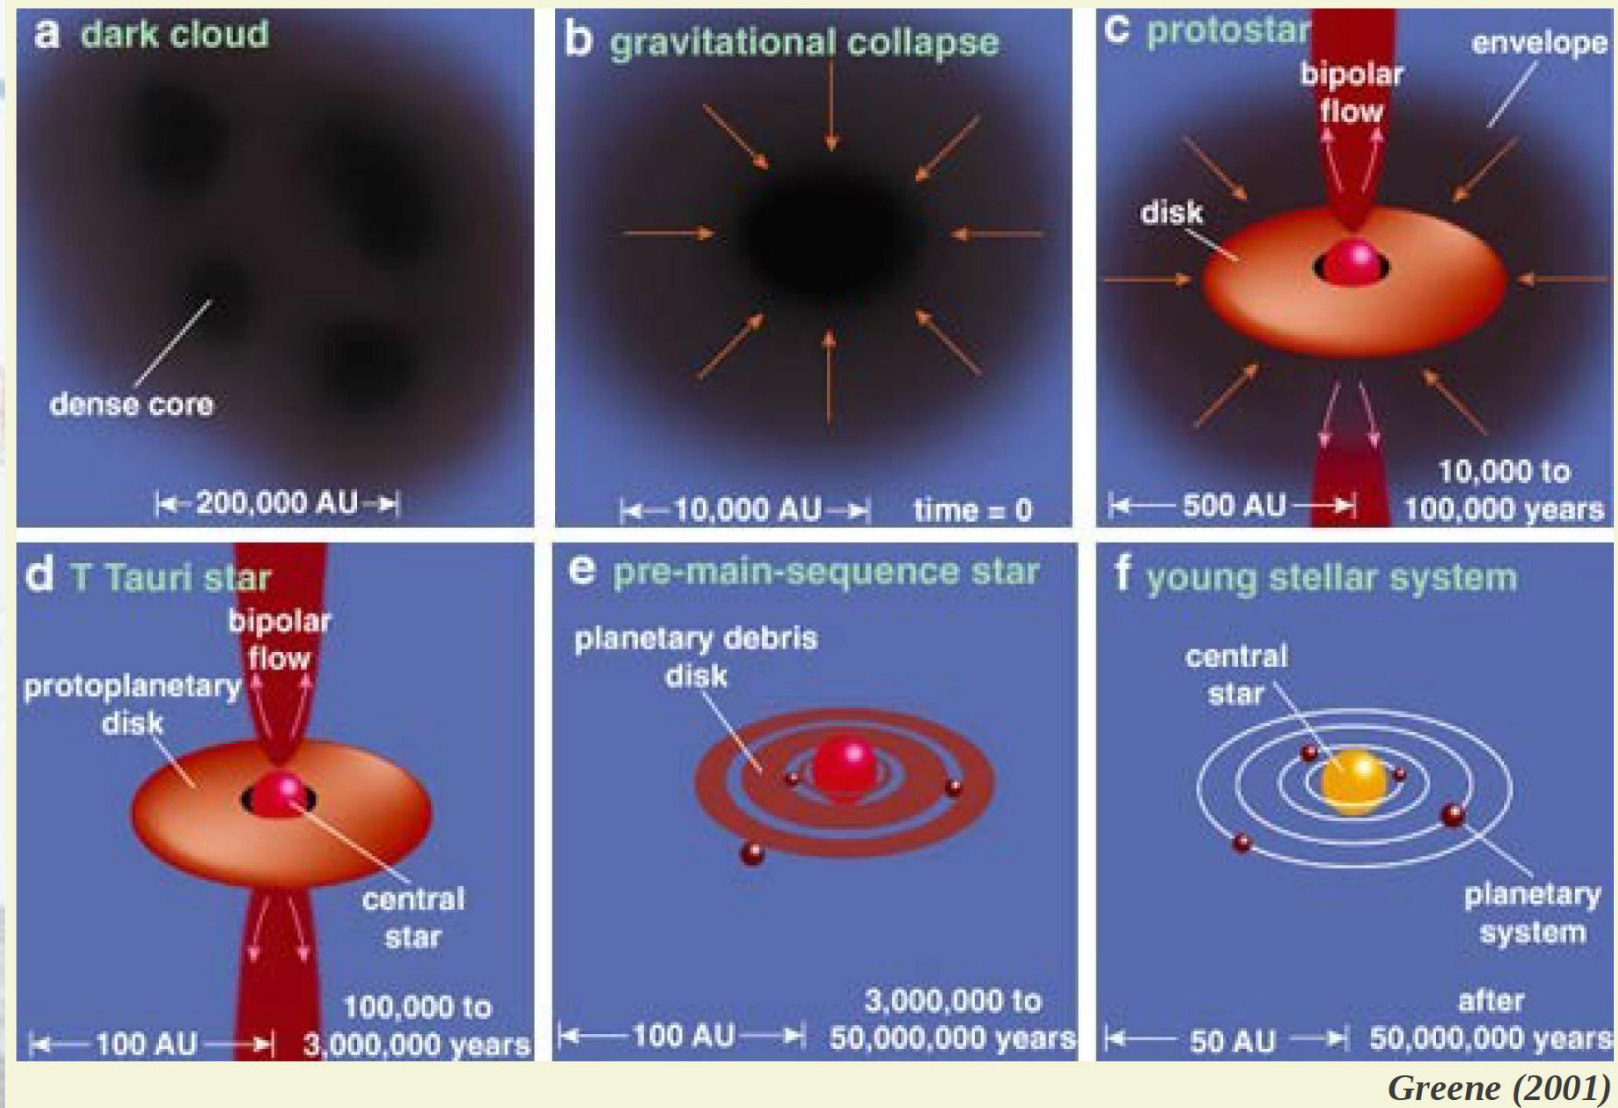 a dark cloud
dense core
200,000 AU
b gravitational collapse
10,000 AU
time = 0
c protostar
envelope
bipolar
flow
disk
500 AU
10,000 to
100,000 years
d T Tauri star
bipolar
flow
protoplanetary
disk
central
star
100 AU
100,000 to
3,000,000 years
e pre-main-sequence star
planetary debris
disk
100 AU
3,000,000 to
50,000,000 years
f young stellar system
central
star
planetary
system
50 AU
after
50,000,000 years
Greene (2001)